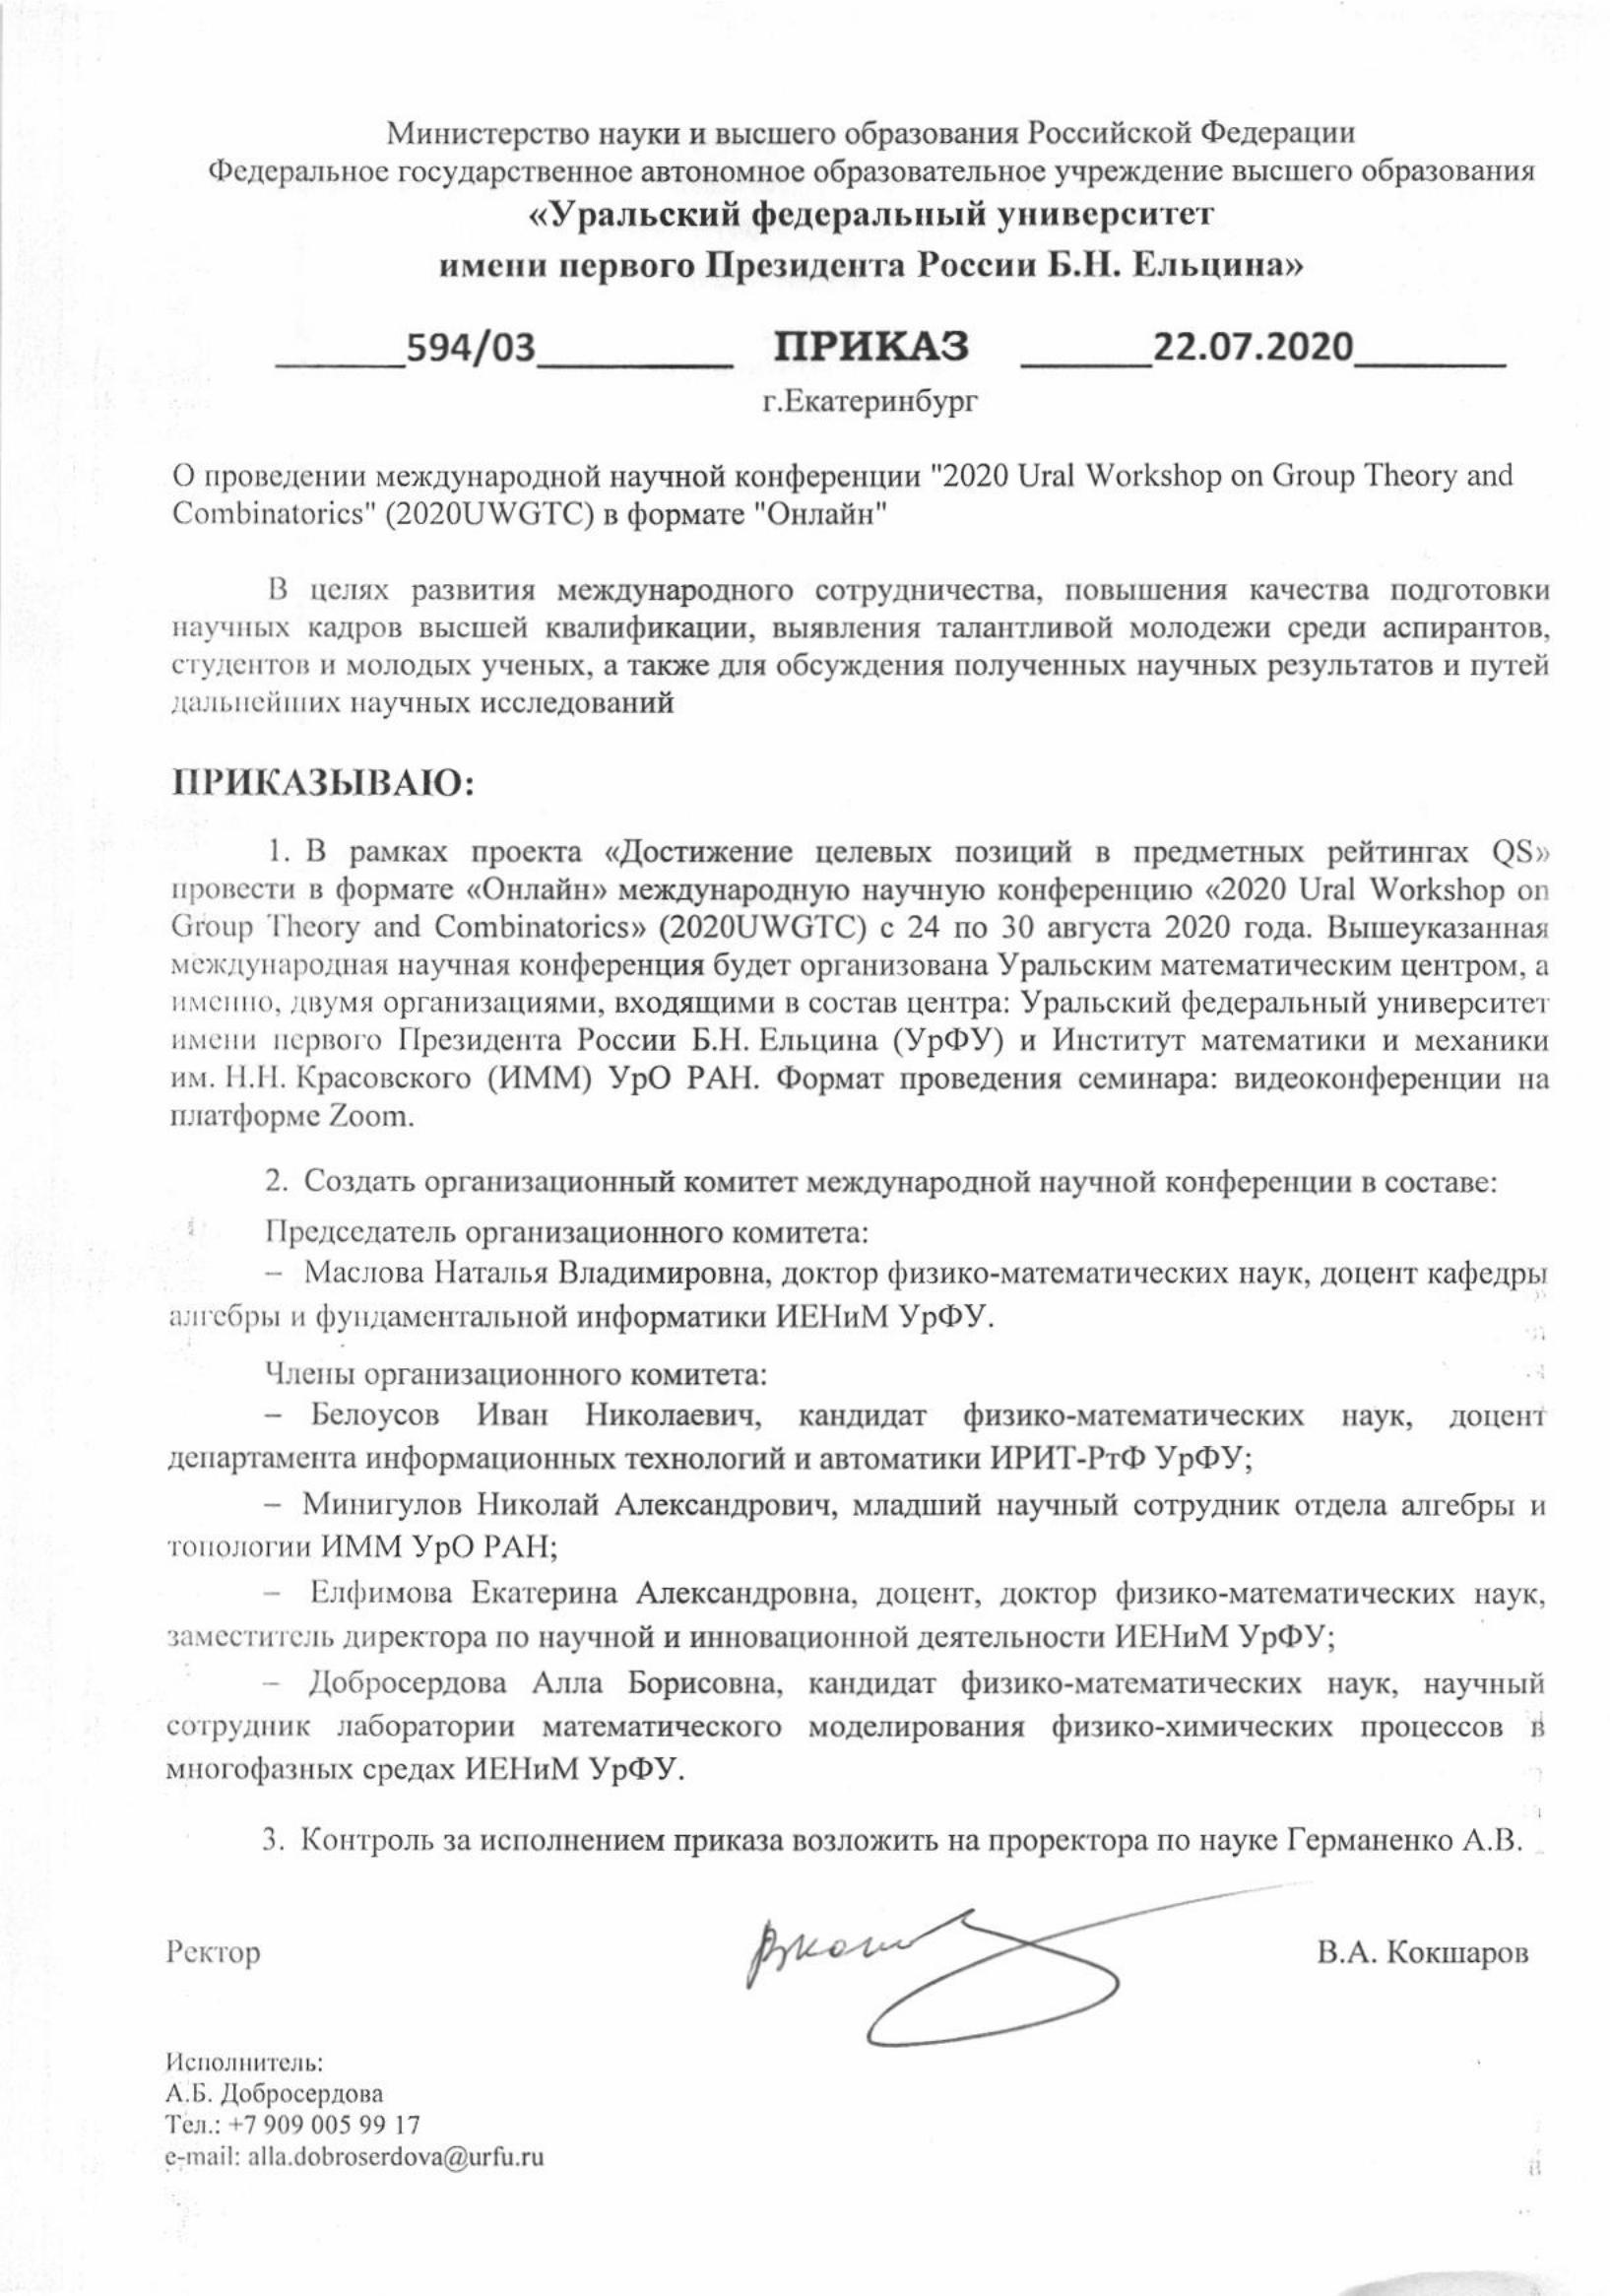 Министерство науки и высшего образования Российской Федерации
Федеральное государственное автономное образовательное учреждение высшего образования
«Уральский федеральный университет
имени первого Президента России Б.Н. Ельцина»
______594/03_________ ПРИКАЗ ______22.07.2020_______
г.Екатеринбург
О проведении международной научной конференции "2020 Ural Workshop on Group Theory and
Combinatorics" (2020UWGTC) в формате "Онлайн"
В целях развития международного сотрудничества, повышения качества подготовки
научных кадров высшей квалификации, выявления талантливой молодежи среди аспирантов,
студентов и молодых ученых, а также для обсуждения полученных научных результатов и путей
дальнейших научных исследований
ПРИКАЗЫВАЮ:
1. В рамках проекта «Достижение целевых позиций в предметных рейтингах QS»
провести в формате «Онлайн» международную научную конференцию «2020 Ural Workshop on
Group Theory and Combinatorics» (2020UWGTC) с 24 по 30 августа 2020 года. Вышеуказанная
международная научная конференция будет организована Уральским математическим центром, а
именно, двумя организациями, входящими в состав центра: Уральский федеральный университет
имени первого Президента России Б.Н. Ельцина (УрФУ) и Институт математики и механики
им. Н.Н. Красовского (ИММ) УрО РАН. Формат проведения семинара: видеоконференции на
платформе Zoom.
2. Создать организационный комитет международной научной конференции в составе:
Председатель организационного комитета:
– Маслова Наталья Владимировна, доктор физико-математических наук, доцент кафедры
алгебры и фундаментальной информатики ИЕНиМ УрФУ.
Члены организационного комитета:
– Белоусов Иван Николаевич, кандидат физико-математических наук, доцент
департамента информационных технологий и автоматики ИРИТ-РтФ УрФУ;
– Минигулов Николай Александрович, младший научный сотрудник отдела алгебры и
топологии ИММ УрО РАН;
– Елфимова Екатерина Александровна, доцент, доктор физико-математических наук,
заместитель директора по научной и инновационной деятельности ИЕНиМ УрФУ;
– Добросердова Алла Борисовна, кандидат физико-математических наук, научный
сотрудник лаборатории математического моделирования физико-химических процессов в
многофазных средах ИЕНиМ УрФУ.
3. Контроль за исполнением приказа возложить на проректора по науке Германенко А.В.
Ректор В.А. Кокшаров
Исполнитель:
А.Б. Добросердова
Тел.: +7 909 005 99 17
e-mail: alla.dobroserdova@urfu.ru